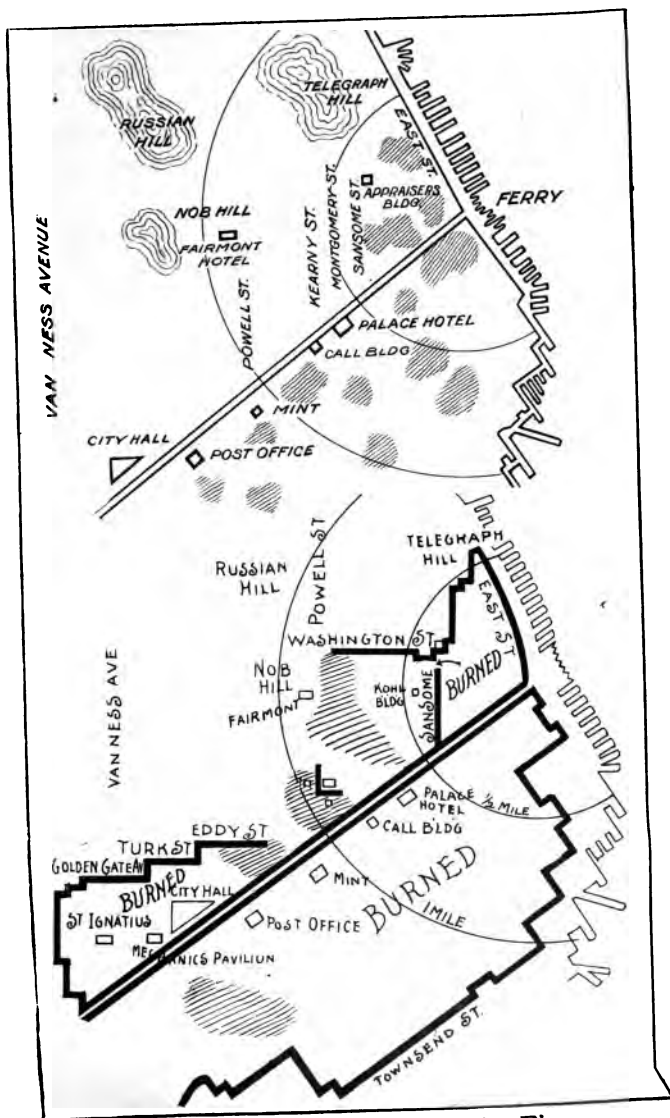 RUSSIAN
HILL
TELEGRAPH
HILL
EAST ST.
APPRAISERS
BLDG
FERRY
NOB HILL
FAIRMONT
HOTEL
KEARNY ST.
MONTGOMERY ST.
SANSOME ST.
VAN NESS AVENUE
POWELL ST.
PALACE HOTEL
CALL BLDG
MINT
CITY HALL
POST OFFICE
TELEGRAPH
HILL
RUSSIAN
HILL
POWELL ST
EAST ST
WASHINGTON ST
BURNED
NOB
HILL
FAIRMONT
KOHL
BLDG
SANSOME
VAN NESS AVE
PALACE
HOTEL
1/2 MILE
CALL BLDG
EDDY ST
TURK ST
GOLDEN GATE AV
BURNED
CITY HALL
MINT
BURNED
1 MILE
ST IGNATIUS
MECHANICS PAVILIUN
POST OFFICE
TOWNSEND ST.